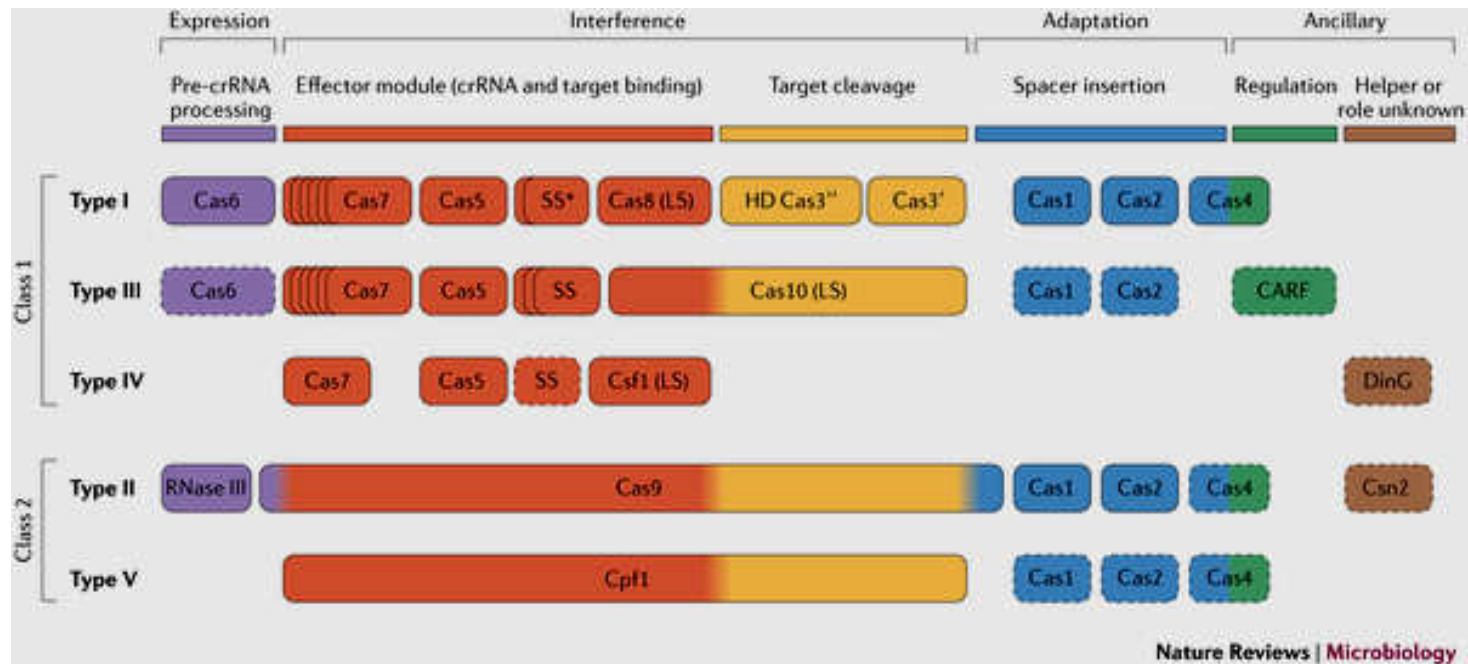 Expression Interference Adaptation Ancillary
Pre-crRNA Effector module (crRNA and target binding) Target cleavage Spacer insertion Regulation Helper or
processing role unknown
Type I Cas6 Cas7 Cas5 SS* Cas8 (LS) HD Cas3″ Cas3′ Cas1 Cas2 Cas4
Class 1
Type III Cas6 Cas7 Cas5 SS Cas10 (LS) Cas1 Cas2 CARF
Type IV Cas7 Cas5 SS Csf1 (LS) DinG
Type II RNase III Cas9 Cas1 Cas2 Cas4 Csn2
Class 2
Type V Cpf1 Cas1 Cas2 Cas4
Nature Reviews | Microbiology